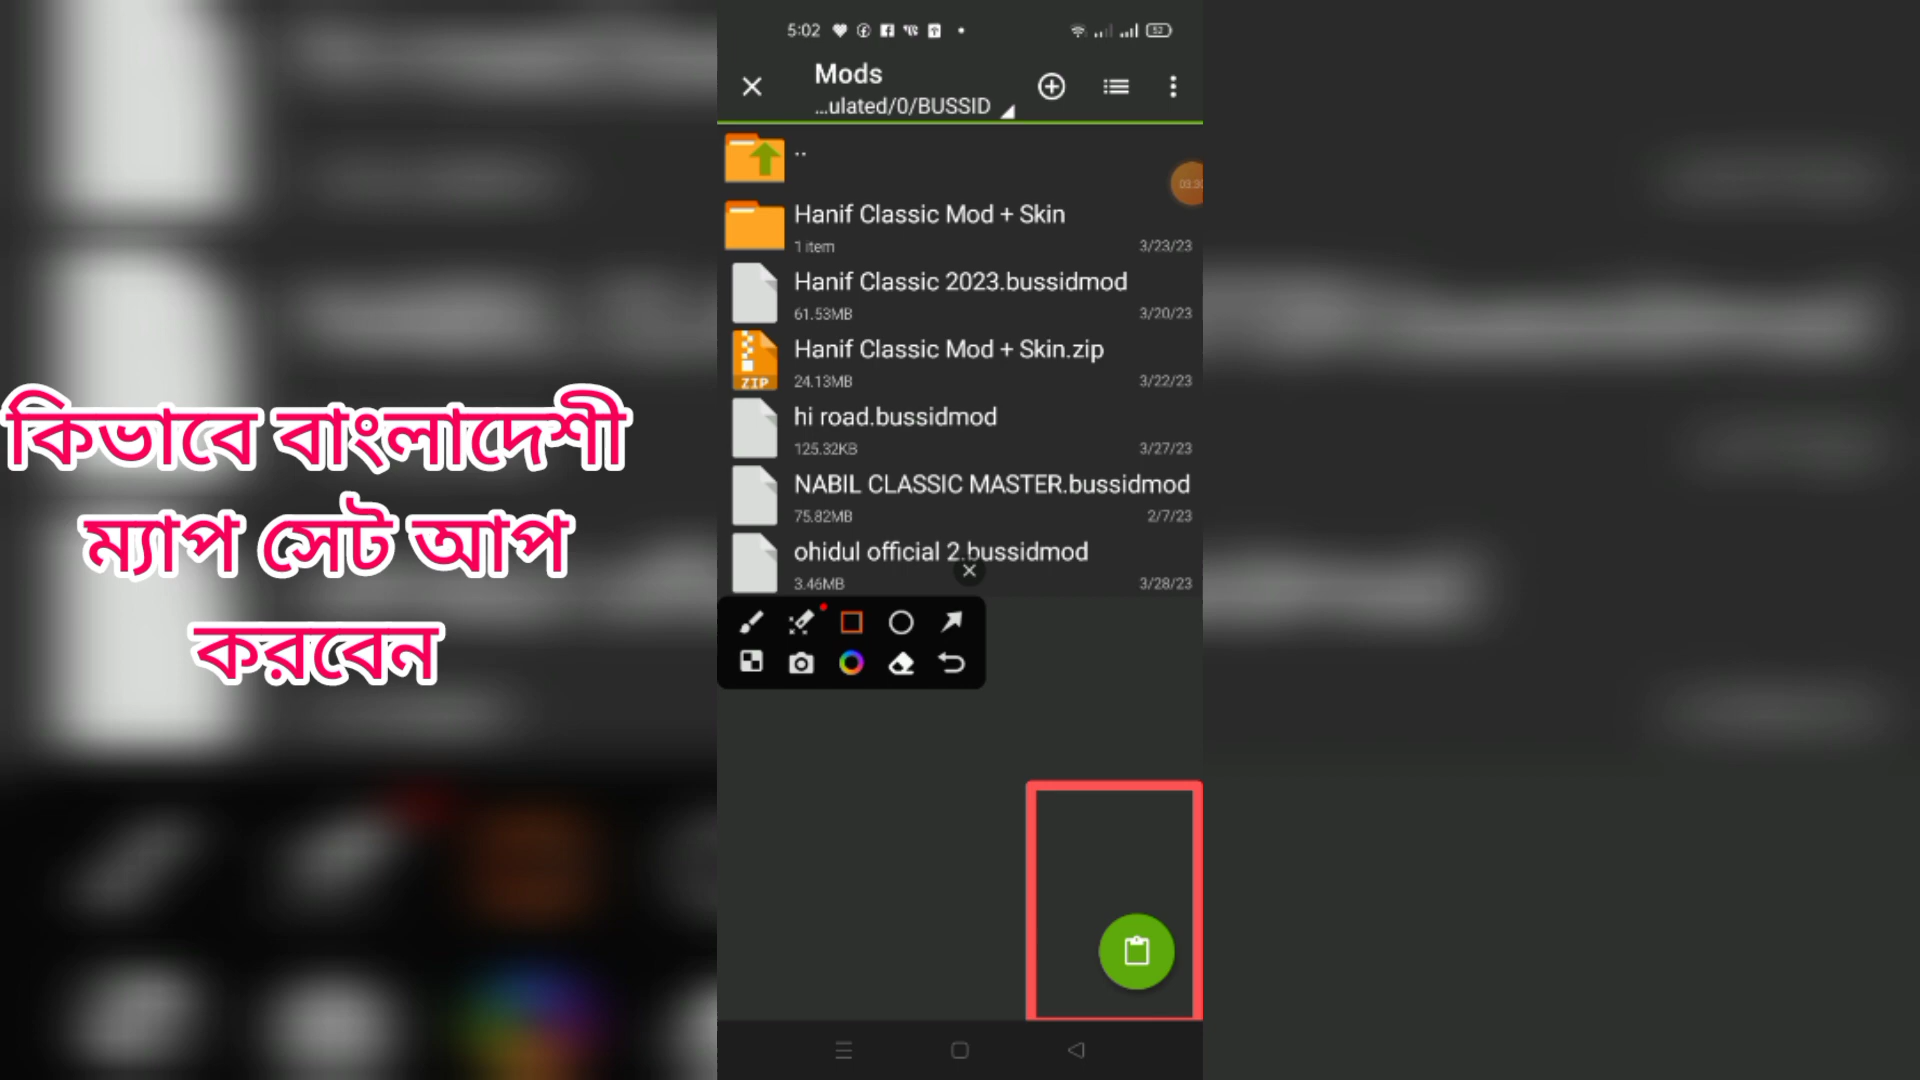 কিভাবে বাংলাদেশী
ম্যাপ সেট আপ
করবেন
5:02
52
Mods
...ulated/0/BUSSID
..
03:30
Hanif Classic Mod + Skin
1 item 3/23/23
Hanif Classic 2023.bussidmod
61.53MB 3/20/23
Hanif Classic Mod + Skin.zip
ZIP 24.13MB 3/22/23
hi road.bussidmod
125.32KB 3/27/23
NABIL CLASSIC MASTER.bussidmod
75.82MB 2/7/23
ohidul official 2.bussidmod
3.46MB 3/28/23